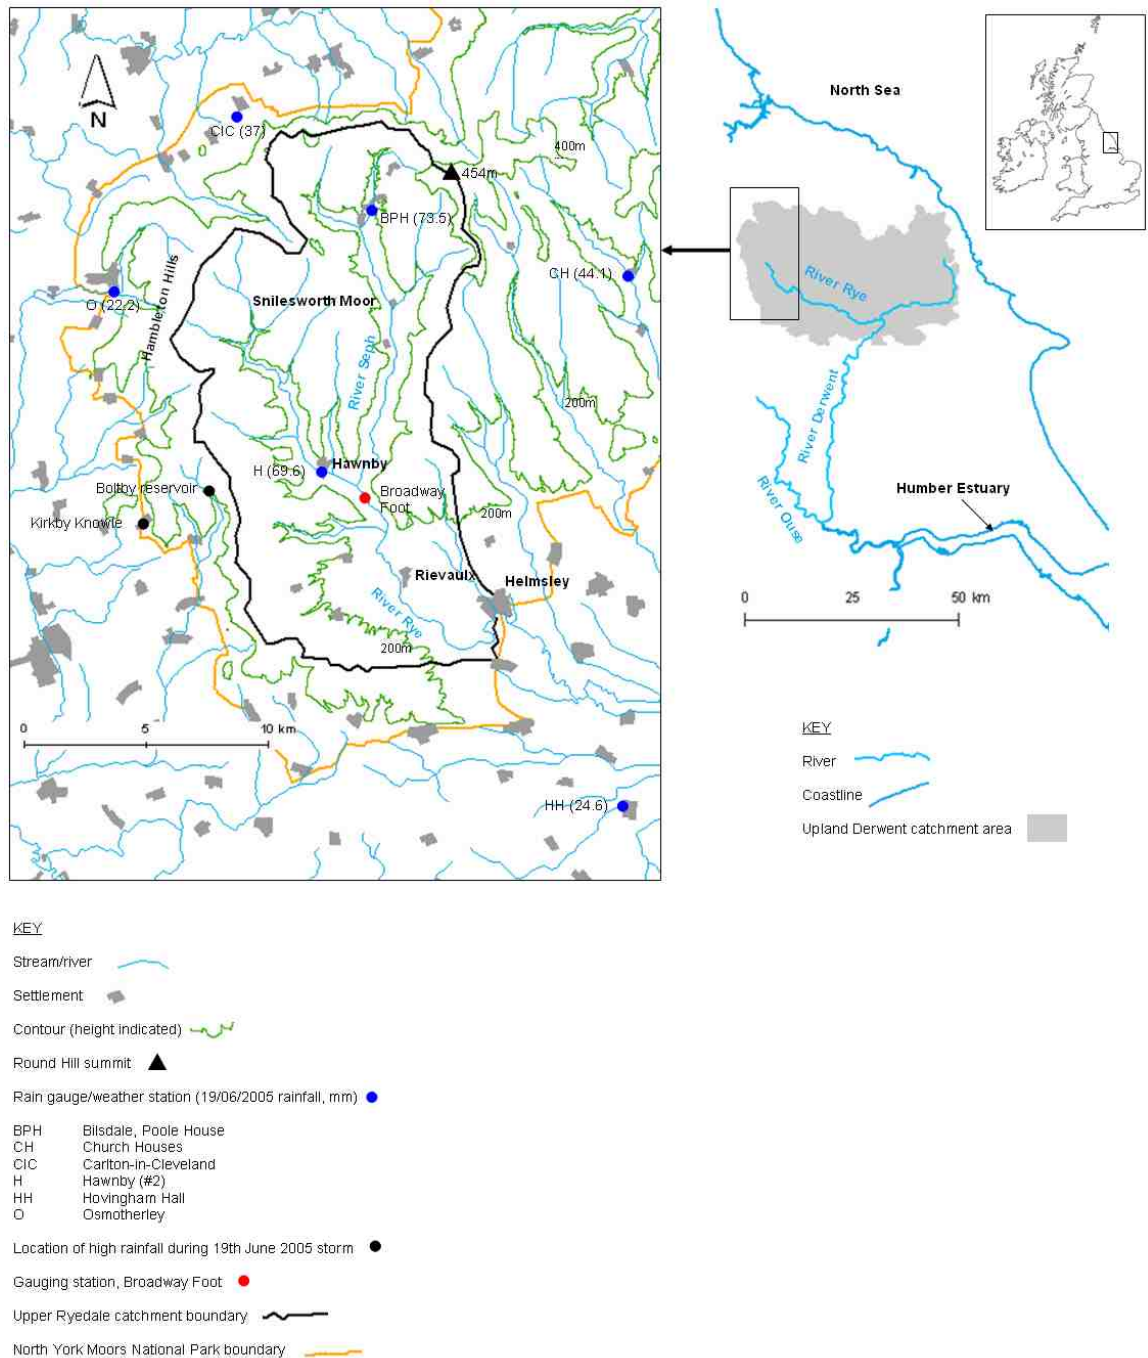 N
CIC (37)
400m
454m
BPH (73.5)
CH (44.1)
O (22.2)
Hambleton Hills
Snilesworth Moor
River Seph
200m
H (69.6)
Hawnby
Boltby reservoir
Broadway
Foot
Kirkby Knowle
200m
Rievaulx
Helmsley
River Rye
200m
0 5 10 km
HH (24.6)
North Sea
River Rye
River Derwent
River Ouse
Humber Estuary
0 25 50 km
KEY
River
Coastline
Upland Derwent catchment area
KEY
Stream/river
Settlement
Contour (height indicated)
Round Hill summit
Rain gauge/weather station (19/06/2005 rainfall, mm)
BPH Bilsdale, Poole House
CH Church Houses
CIC Carlton-in-Cleveland
H Hawnby (#2)
HH Hovingham Hall
O Osmotherley
Location of high rainfall during 19th June 2005 storm
Gauging station, Broadway Foot
Upper Ryedale catchment boundary
North York Moors National Park boundary